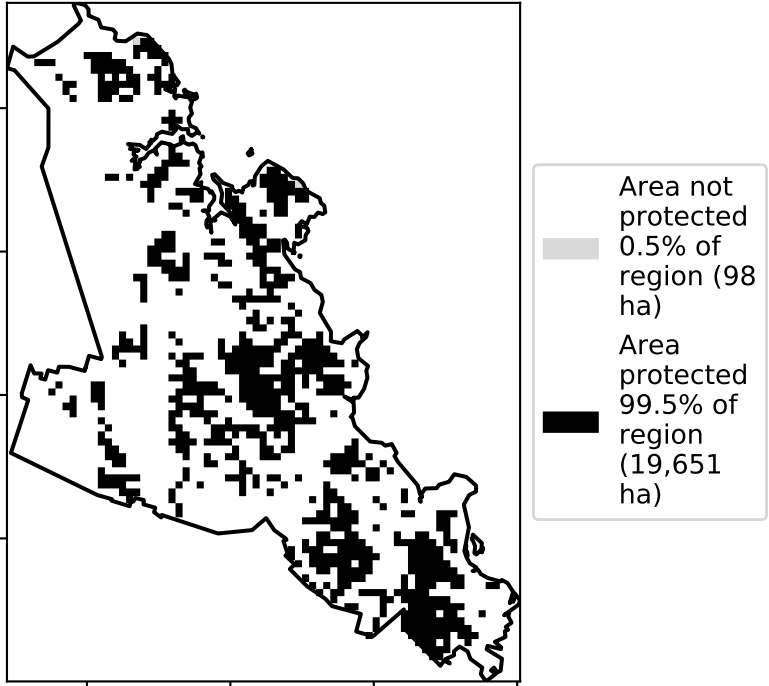 Area not
protected
0.5% of
region (98
ha)
Area
protected
99.5% of
region
(19,651
ha)